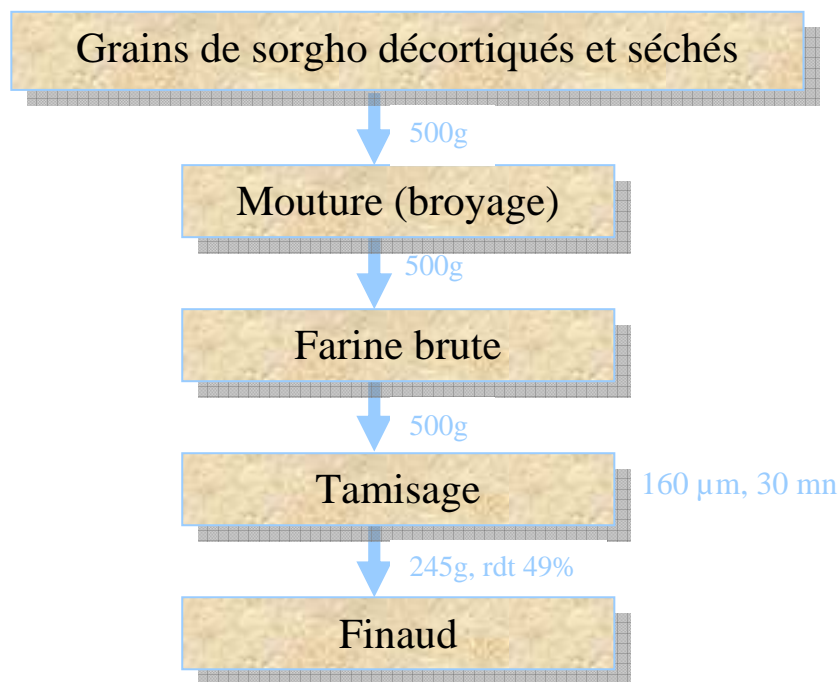 Grains de sorgho décortiqués et séchés
500g
Mouture (broyage)
500g
Farine brute
500g
Tamisage
160 µm, 30 mn
245g, rdt 49%
Finaud